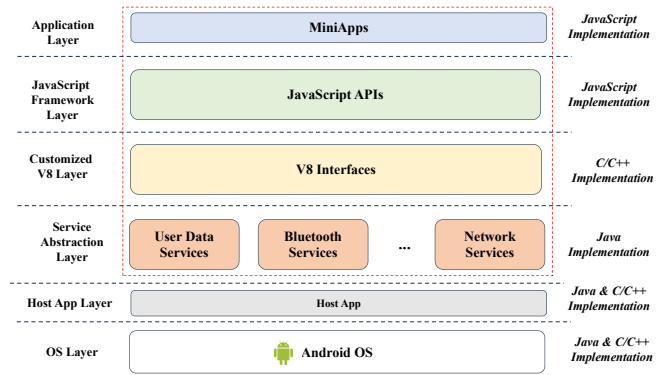 Application
Layer
MiniApps
JavaScript
Implementation
JavaScript
Framework
Layer
JavaScript APIs
JavaScript
Implementation
Customized
V8 Layer
V8 Interfaces
C/C++
Implementation
Service
Abstraction
Layer
User Data
Services
Bluetooth
Services
...
Network
Services
Java
Implementation
Host App Layer
Host App
Java & C/C++
Implementation
OS Layer
Android OS
Java & C/C++
Implementation